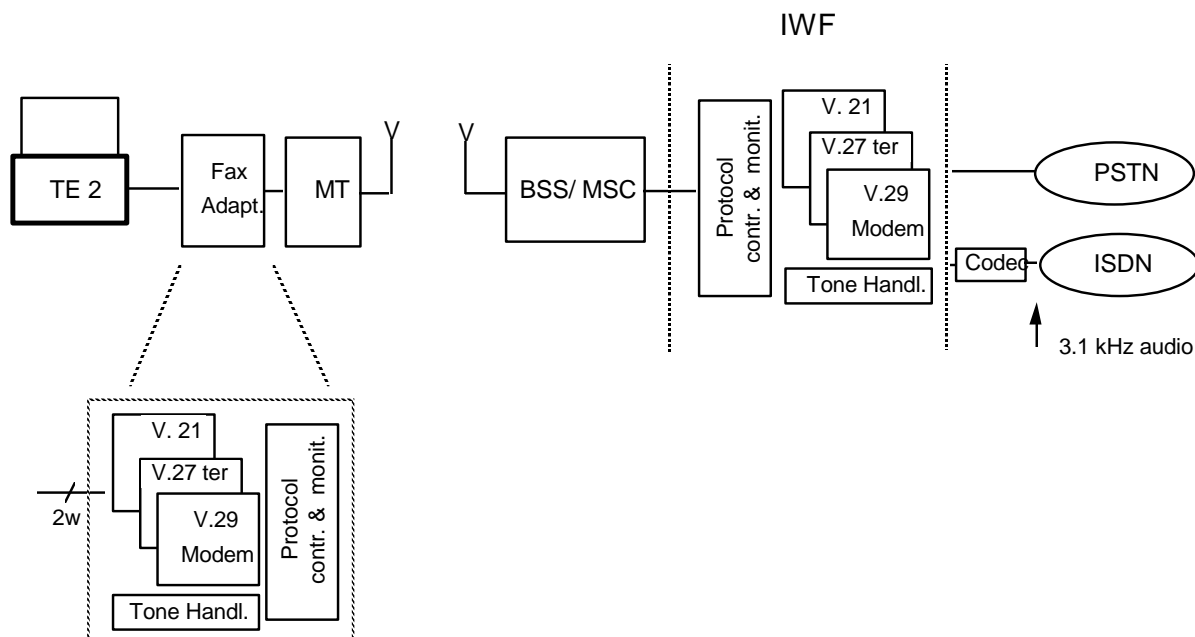 IWF
TE 2
Fax
Adapt.
MT
BSS/ MSC
Protocol
contr. & monit.
V. 21
V.27 ter
V.29
Modem
Tone Handl.
PSTN
Codec
ISDN
3.1 kHz audio
2w
V. 21
V.27 ter
V.29
Modem
Tone Handl.
Protocol
contr. & monit.